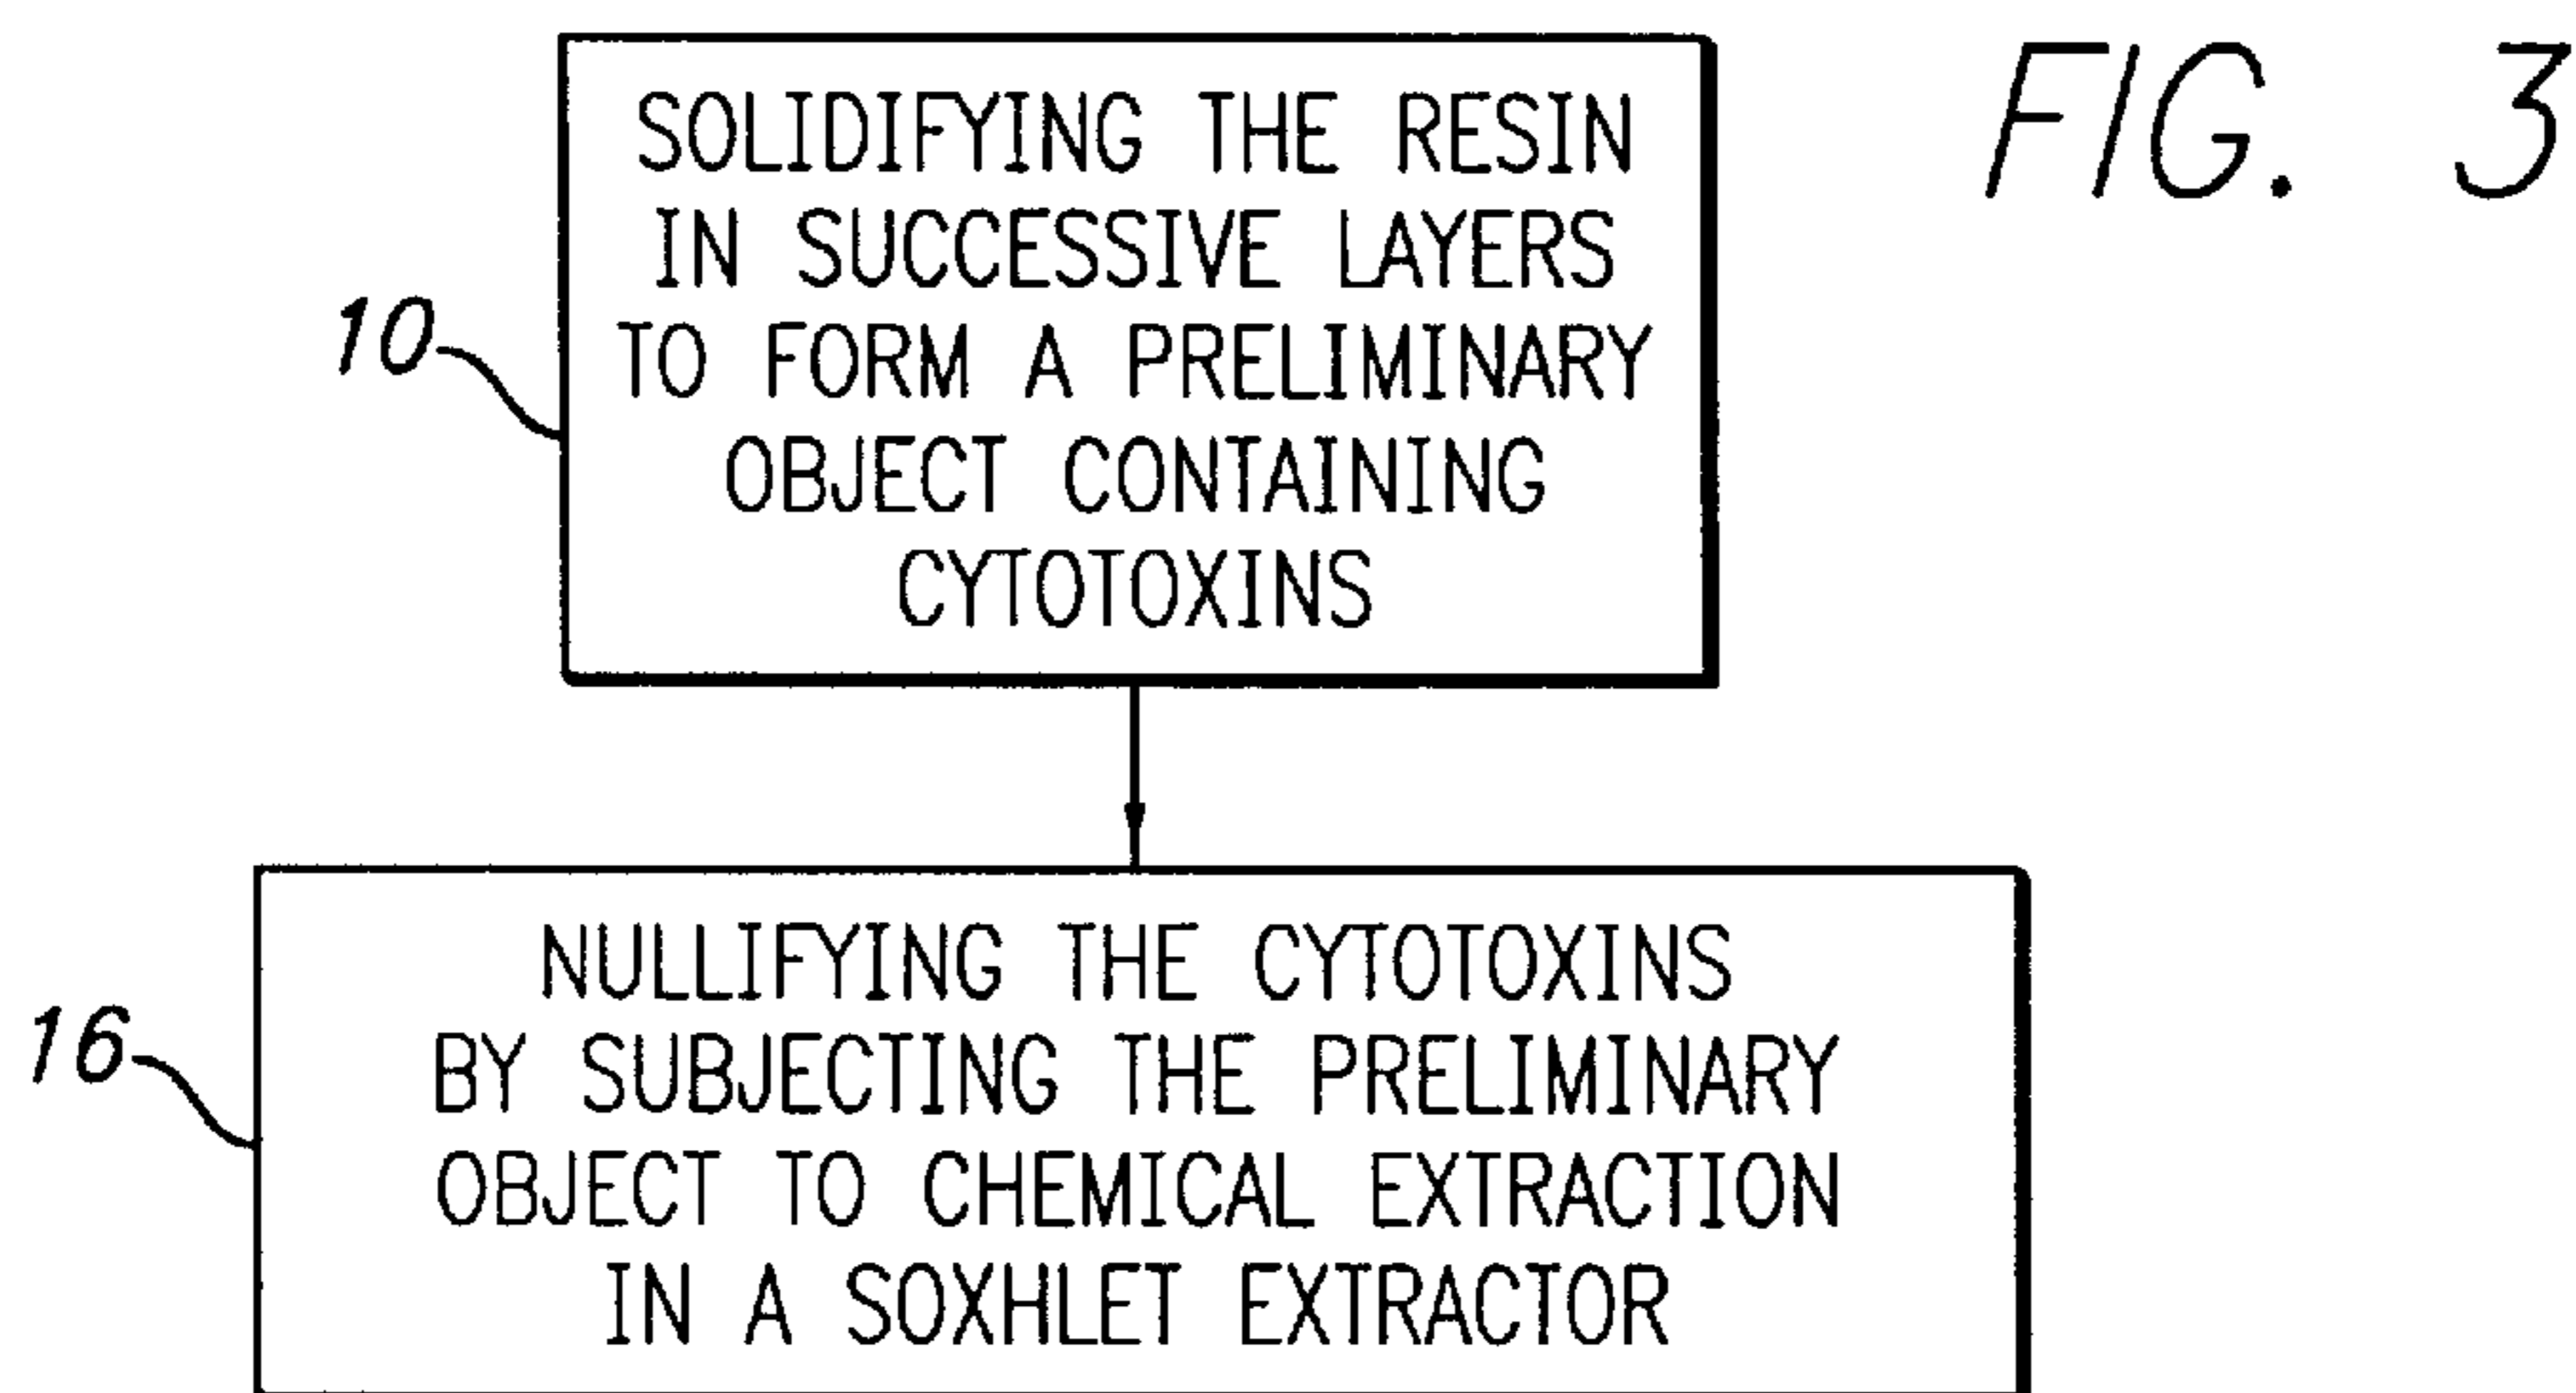 FIG. 3
SOLIDIFYING THE RESIN
IN SUCCESSIVE LAYERS
TO FORM A PRELIMINARY
OBJECT CONTAINING
CYTOTOXINS
10
NULLIFYING THE CYTOTOXINS
BY SUBJECTING THE PRELIMINARY
OBJECT TO CHEMICAL EXTRACTION
IN A SOXHLET EXTRACTOR
16